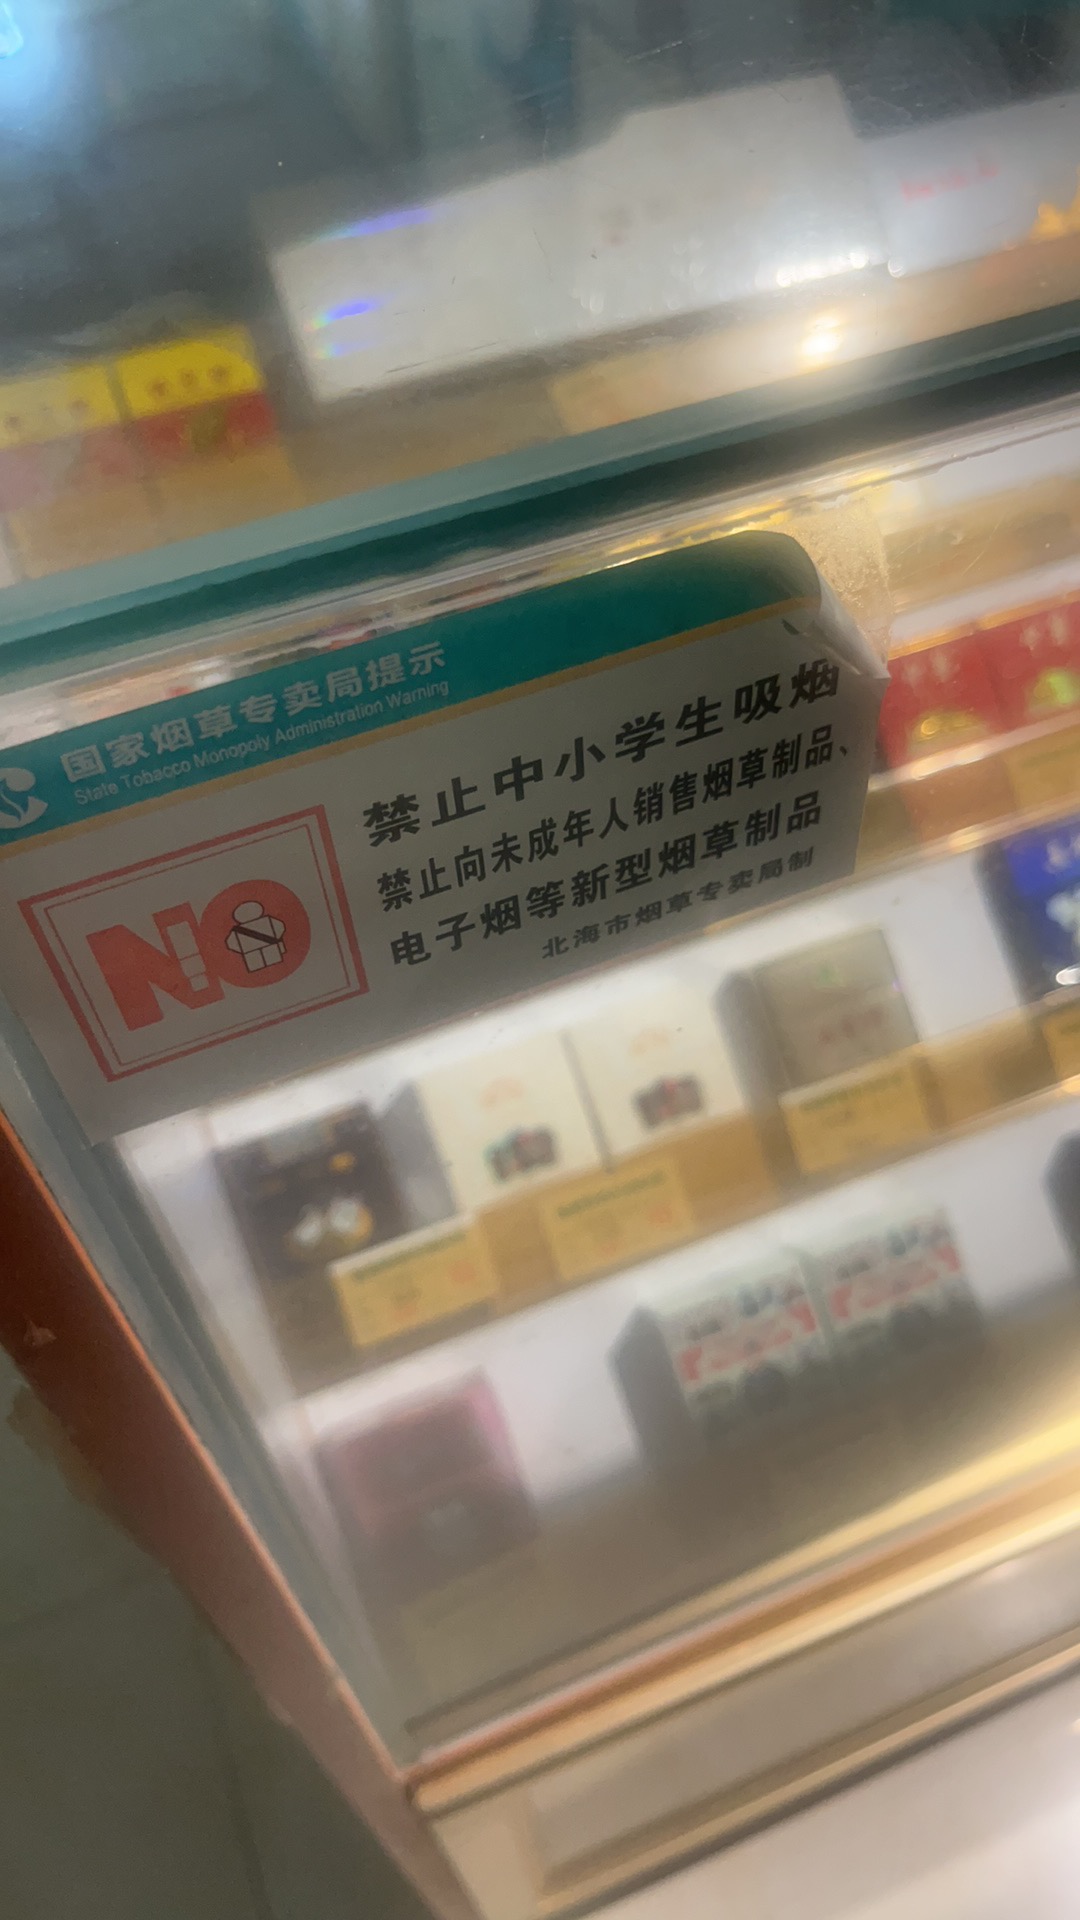 国家烟草专卖局提示
State Tobacco Monopoly Administration Warning
禁止中小学生吸烟
禁止向未成年人销售烟草制品、
电子烟等新型烟草制品
北海市烟草专卖局制
NO